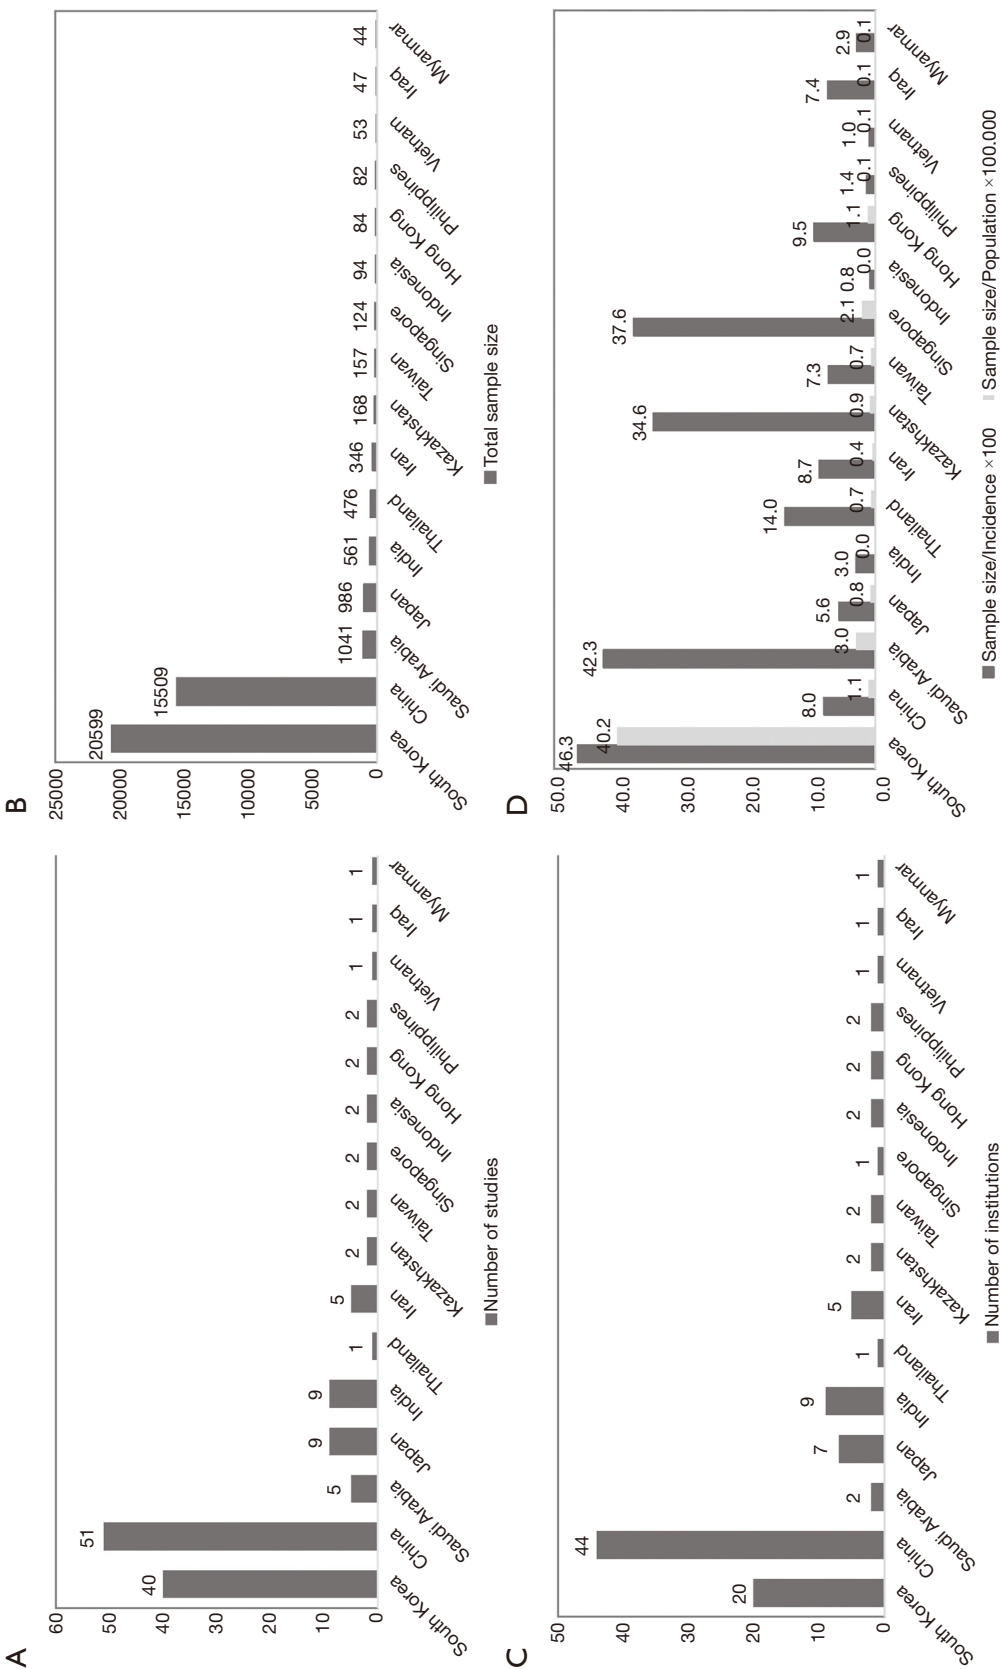 A
60
50
40
30
20
10
0
40
51
5
9
9
1
5
2
2
2
2
2
2
1
1
1
South Korea
China
Saudi Arabia
Japan
India
Thailand
Iran
Kazakhstan
Taiwan
Singapore
Indonesia
Hong Kong
Philippines
Vietnam
Iraq
Myanmar
Number of studies
B
25000
20000
15000
10000
5000
0
20599
15509
1041
986
561
476
346
168
157
124
94
84
82
53
47
44
South Korea
China
Saudi Arabia
Japan
India
Thailand
Iran
Kazakhstan
Taiwan
Singapore
Indonesia
Hong Kong
Philippines
Vietnam
Iraq
Myanmar
Total sample size
C
50
40
30
20
10
0
20
44
2
7
9
1
5
2
2
1
2
2
2
1
1
1
South Korea
China
Saudi Arabia
Japan
India
Thailand
Iran
Kazakhstan
Taiwan
Singapore
Indonesia
Hong Kong
Philippines
Vietnam
Iraq
Myanmar
Number of institutions
D
50.0
40.0
30.0
20.0
10.0
0.0
46.3
40.2
8.0
1.1
42.3
3.0
5.6
0.8
3.0
0.0
14.0
0.7
8.7
0.4
34.6
0.9
7.3
0.7
37.6
2.1
0.8
0.0
9.5
1.1
1.4
0.1
1.0
0.1
7.4
0.1
2.9
0.1
South Korea
China
Saudi Arabia
Japan
India
Thailand
Iran
Kazakhstan
Taiwan
Singapore
Indonesia
Hong Kong
Philippines
Vietnam
Iraq
Myanmar
Sample size/Incidence ×100
Sample size/Population ×100.000